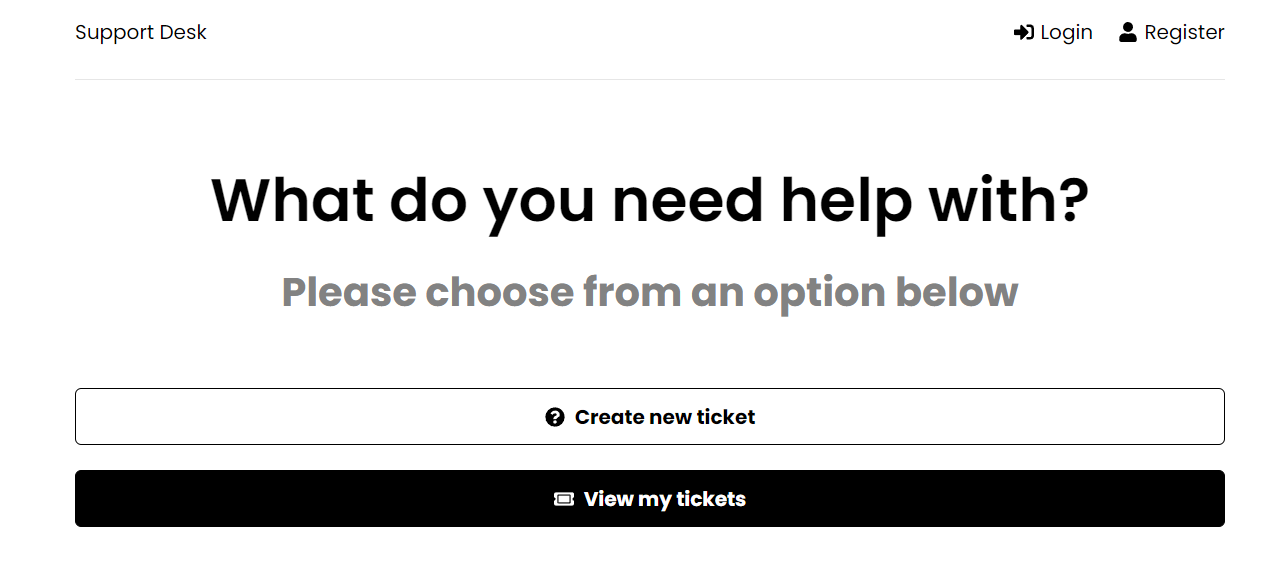 Support Desk
Login
Register
What do you need help with?
Please choose from an option below
Create new ticket
View my tickets